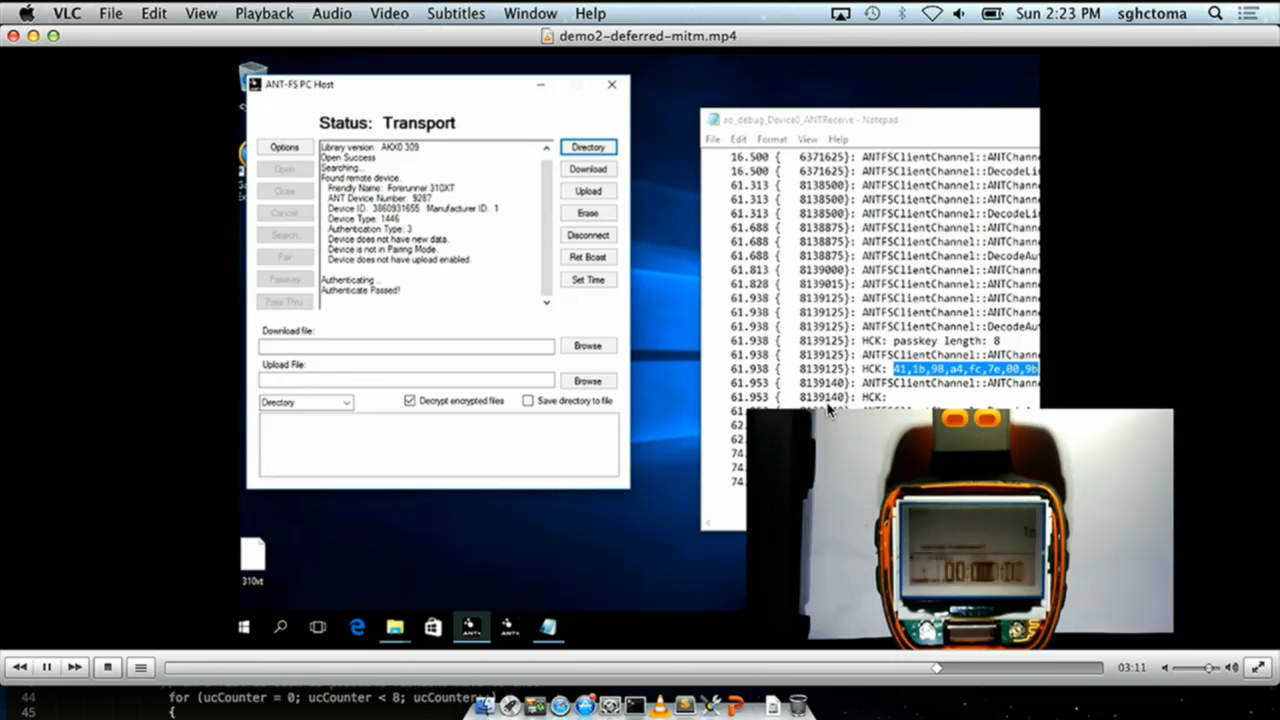 VLC File Edit View Playback Audio Video Subtitles Window Help Sun 2:23 PM sghctoma
demo2-deferred-mitm.mp4
ANT-FS PC Host
Status: Transport
Options
Open
Close
Cancel
Search
Pair
Passkey
Pass Thru
Library version: AKX0.309
Open Success
Searching...
Found remote device.
Friendly Name: Forerunner 310XT
ANT Device Number: 9287
Device ID: 3860931655 Manufacturer ID: 1
Device Type: 1446
Authentication Type: 3
Device does not have new data.
Device is not in Pairing Mode.
Device does not have upload enabled.
Authenticating...
Authenticate Passed!
Directory
Download
Upload
Erase
Disconnect
Ret Bcast
Set Time
Download file:
Browse
Upload File:
Browse
Directory
Decrypt encrypted files
Save directory to file
ao_debug_Device0_ANTReceive - Notepad
File Edit Format View Help
16.500 { 6371625}: ANTFSClientChannel::ANTChann
16.500 { 6371625}: ANTFSClientChannel::DecodeLin
61.313 { 8138500}: ANTFSClientChannel::ANTChann
61.313 { 8138500}: ANTFSClientChannel::DecodeLin
61.688 { 8138875}: ANTFSClientChannel::ANTChann
61.688 { 8138875}: ANTFSClientChannel::ANTChann
61.688 { 8138875}: ANTFSClientChannel::DecodeAut
61.813 { 8139000}: ANTFSClientChannel::ANTChann
61.828 { 8139015}: ANTFSClientChannel::ANTChann
61.938 { 8139125}: ANTFSClientChannel::ANTChann
61.938 { 8139125}: ANTFSClientChannel::ANTChann
61.938 { 8139125}: ANTFSClientChannel::DecodeAut
61.938 { 8139125}: HCK: passkey length: 8
61.938 { 8139125}: ANTFSClientChannel::ANTChann
61.938 { 8139125}: HCK: 41,1b,98,a4,fc,7e,00,9b
61.953 { 8139140}: ANTFSClientChannel::ANTChann
61.953 { 8139140}: HCK:
62.
62.
74.
74.
74.
310xt
03:11
44 for (ucCounter = 0; ucCounter < 8; ucCounter++)
45 {